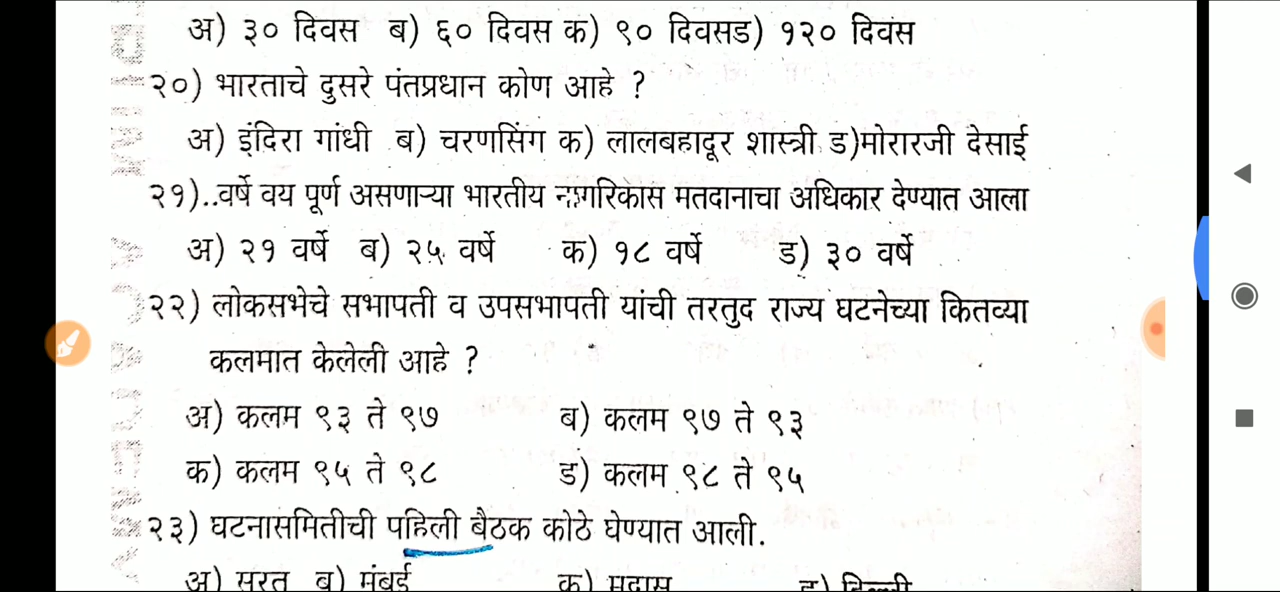 अ) ३० दिवस ब) ६० दिवस क) ९० दिवसड) १२० दिवस
२०) भारताचे दुसरे पंतप्रधान कोण आहे ?
अ) इंदिरा गांधी ब) चरणसिंग क) लालबहादूर शास्त्री ड)मोरारजी देसाई
२१)..वर्षे वय पूर्ण असणाऱ्या भारतीय नागरिकास मतदानाचा अधिकार देण्यात आला
अ) २१ वर्षे ब) २५ वर्षे क) १८ वर्षे ड) ३० वर्षे
२२) लोकसभेचे सभापती व उपसभापती यांची तरतुद राज्य घटनेच्या कितव्या
कलमात केलेली आहे ?
अ) कलम ९३ ते ९७ ब) कलम ९७ ते ९३
क) कलम ९५ ते ९८ ड) कलम ९८ ते ९५
२३) घटनासमितीची पहिली बैठक कोठे घेण्यात आली.
अ) सुरत ब) मुंबई क) मद्रास ड) दिल्ली